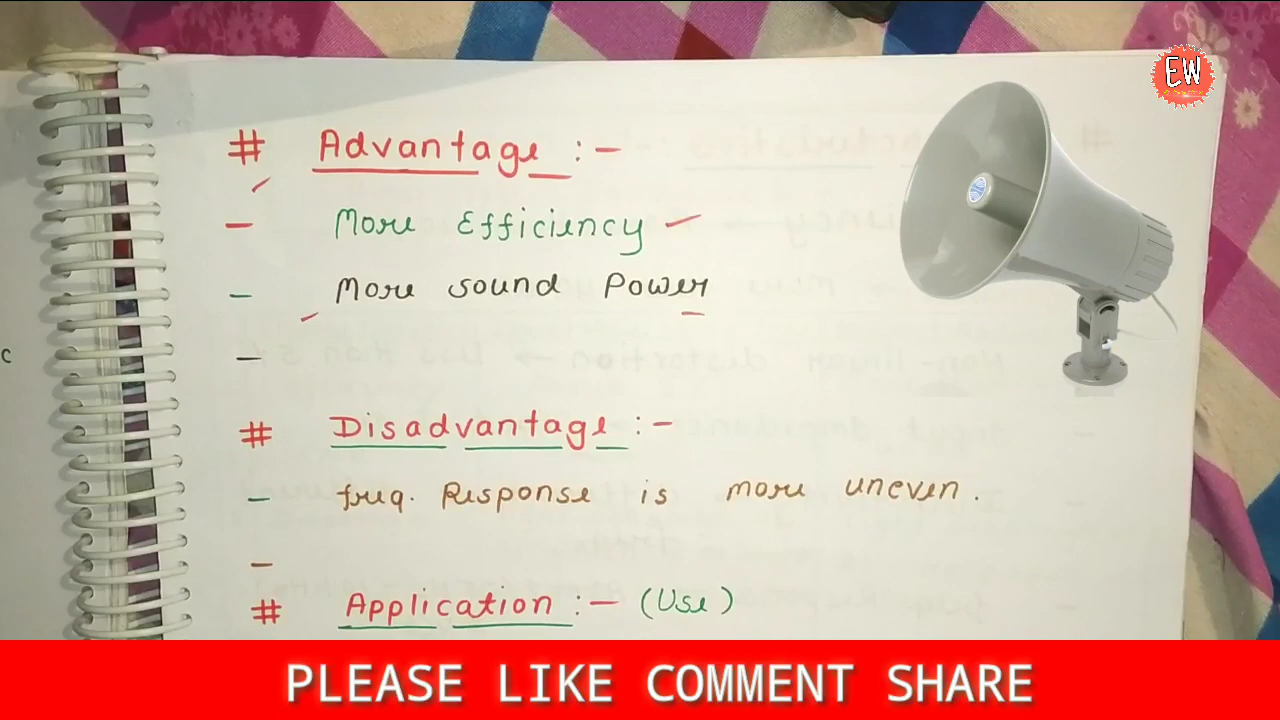 EW
# Advantage :-
- More Efficiency
- More sound Power
-
# Disadvantage :-
- freq. Response is more uneven.
-
# Application :- (Use)
c
PLEASE LIKE COMMENT SHARE